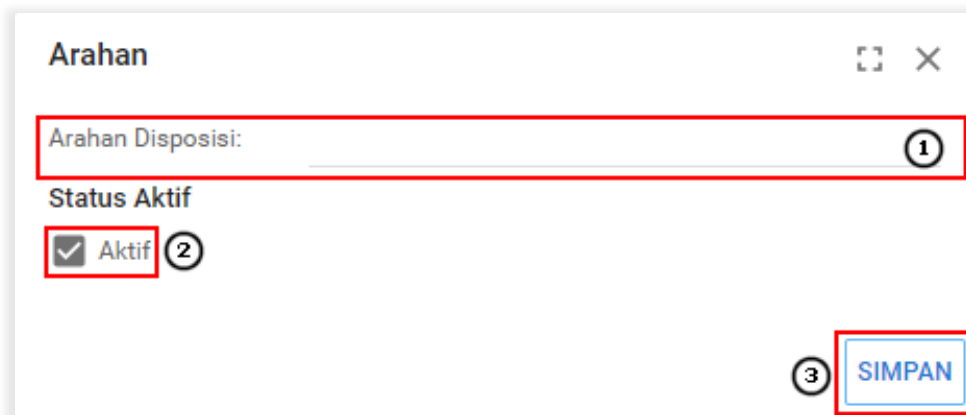 Arahan
Arahan Disposisi: 1
Status Aktif
Aktif 2
3 SIMPAN